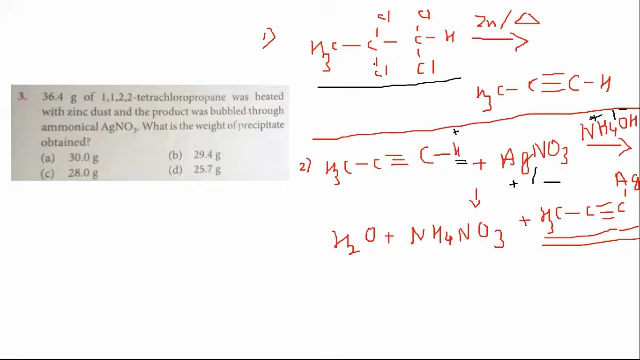 3. 36.4 g of 1,1,2,2-tetrachloropropane was heated
with zinc dust and the product was bubbled through
ammonical AgNO3. What is the weight of precipitate
obtained?
(a) 30.0 g (b) 29.4 g
(c) 28.0 g (d) 25.7 g
1)
Cl Cl
H3C — C — C — H Zn/△
Cl Cl
H3C - C ≡ C - H
NH4OH
2) H3C - C ≡ C - H + AgNO3
+ + -
Ag
H2O + NH4NO3 + H3C - C ≡ C